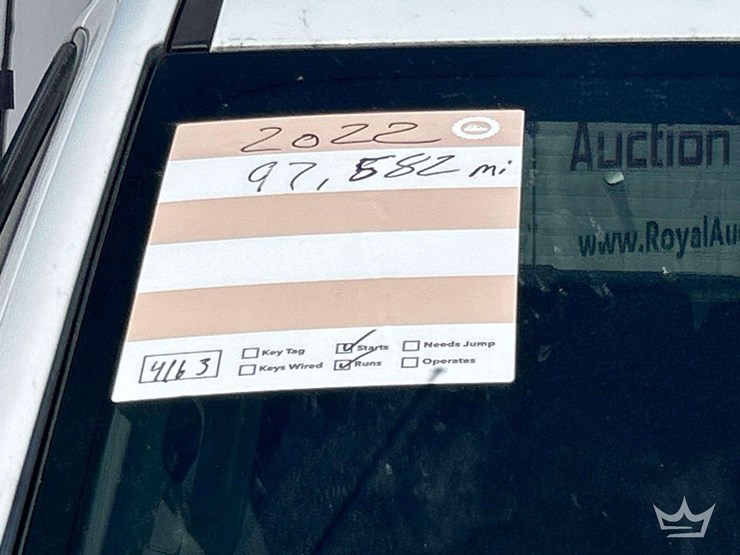 2022
97,582 mi
Auction
www.RoyalAu
4163
Key Tag
Starts
Needs Jump
Keys Wired
Runs
Operates